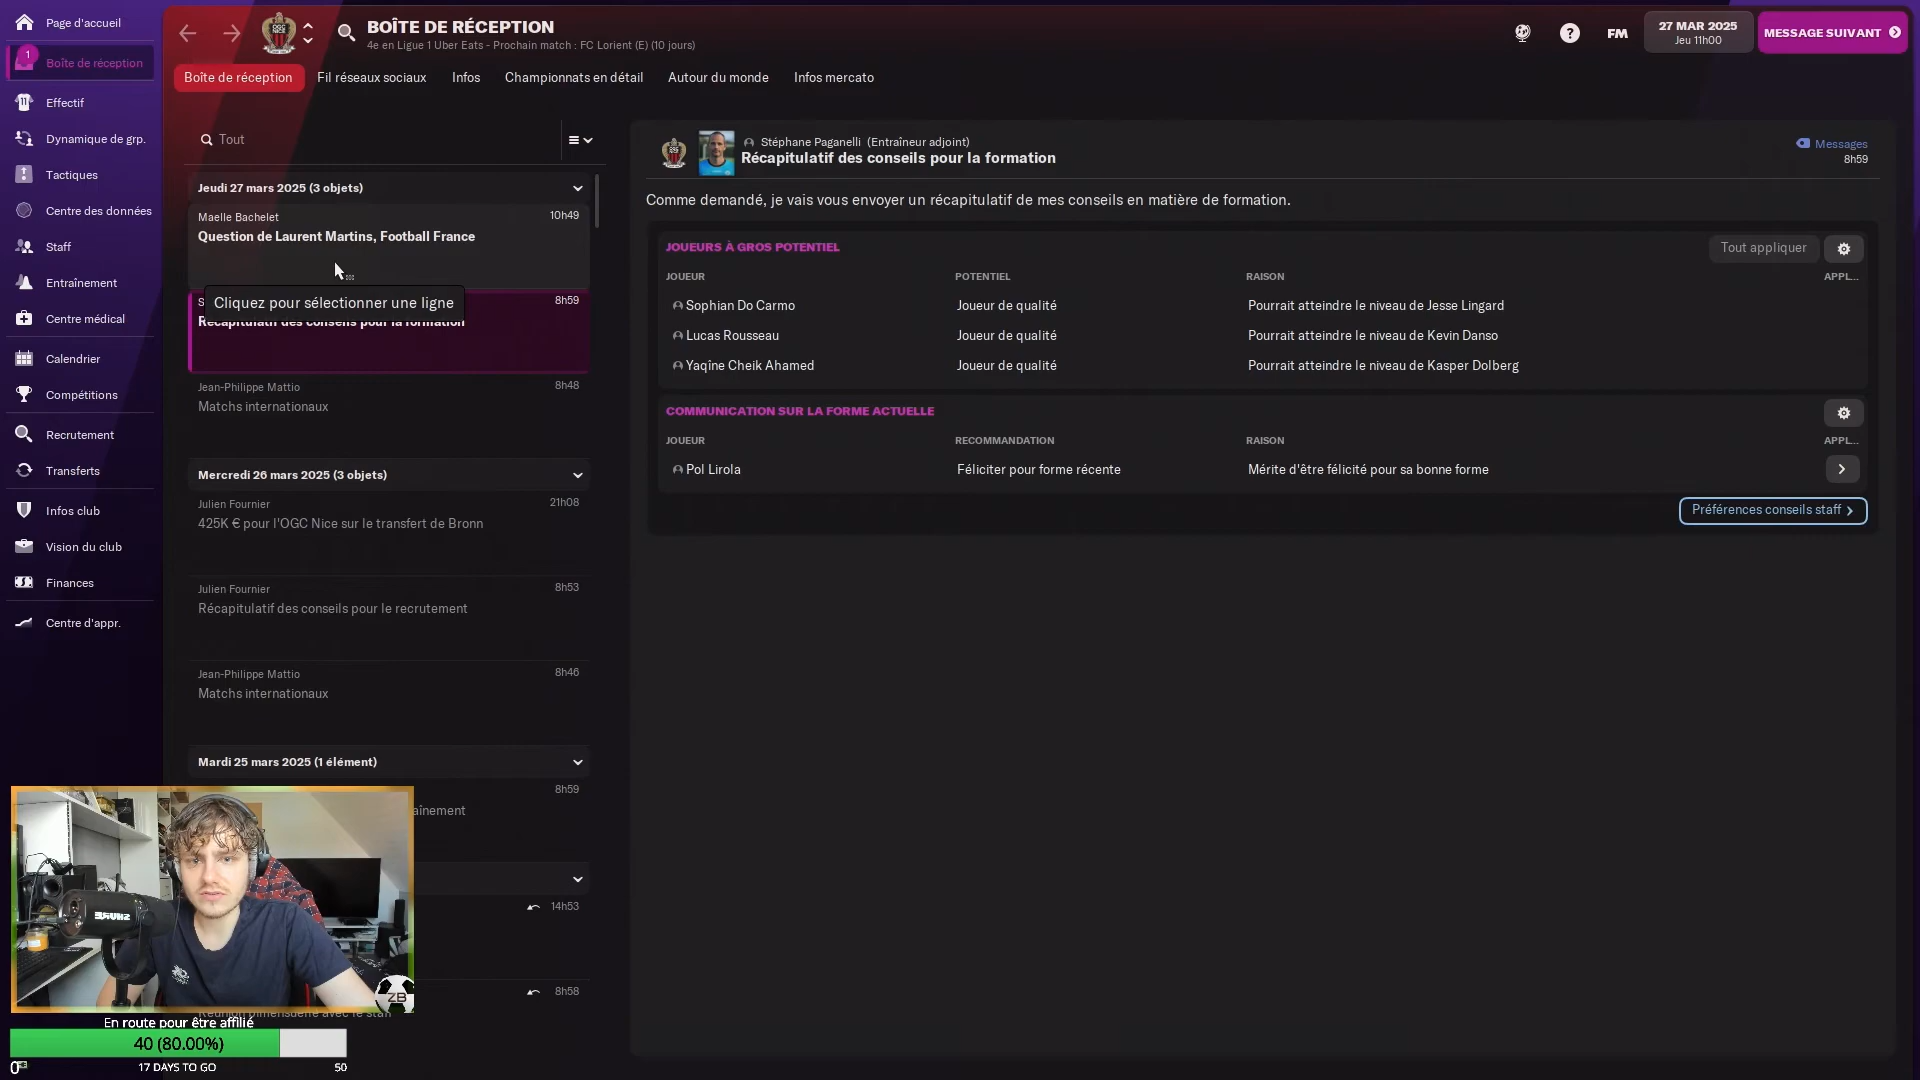 Page d'accueil
1
Boîte de réception
Effectif
Dynamique de grp.
Tactiques
Centre des données
Staff
Entraînement
Centre médical
Calendrier
Compétitions
Recrutement
Transferts
Infos club
Vision du club
Finances
Centre d'appr.
BOÎTE DE RÉCEPTION
4e en Ligue 1 Uber Eats - Prochain match : FC Lorient (E) (10 jours)
FM
27 MAR 2025
Jeu 11h00
MESSAGE SUIVANT
Boîte de réception
Fil réseaux sociaux
Infos
Championnats en détail
Autour du monde
Infos mercato
Tout
Jeudi 27 mars 2025 (3 objets)
Maelle Bachelet 10h49
Question de Laurent Martins, Football France
Cliquez pour sélectionner une ligne
8h59
Récapitulatif des conseils pour la formation
Jean-Philippe Mattio 8h48
Matchs internationaux
Mercredi 26 mars 2025 (3 objets)
Julien Fournier 21h08
425K € pour l'OGC Nice sur le transfert de Bronn
Julien Fournier 8h53
Récapitulatif des conseils pour le recrutement
Jean-Philippe Mattio 8h46
Matchs internationaux
Mardi 25 mars 2025 (1 élément)
8h59
aînement
14h53
8h58
Stéphane Paganelli (Entraîneur adjoint)
Récapitulatif des conseils pour la formation
Messages
8h59
Comme demandé, je vais vous envoyer un récapitulatif de mes conseils en matière de formation.
JOUEURS À GROS POTENTIEL
Tout appliquer
JOUEUR POTENTIEL RAISON APPL...
Sophian Do Carmo Joueur de qualité Pourrait atteindre le niveau de Jesse Lingard
Lucas Rousseau Joueur de qualité Pourrait atteindre le niveau de Kevin Danso
Yaqîne Cheik Ahamed Joueur de qualité Pourrait atteindre le niveau de Kasper Dolberg
COMMUNICATION SUR LA FORME ACTUELLE
JOUEUR RECOMMANDATION RAISON APPL...
Pol Lirola Féliciter pour forme récente Mérite d'être félicité pour sa bonne forme
Préférences conseils staff
ZB
En route pour être affilié
40 (80.00%)
0 17 DAYS TO GO 50